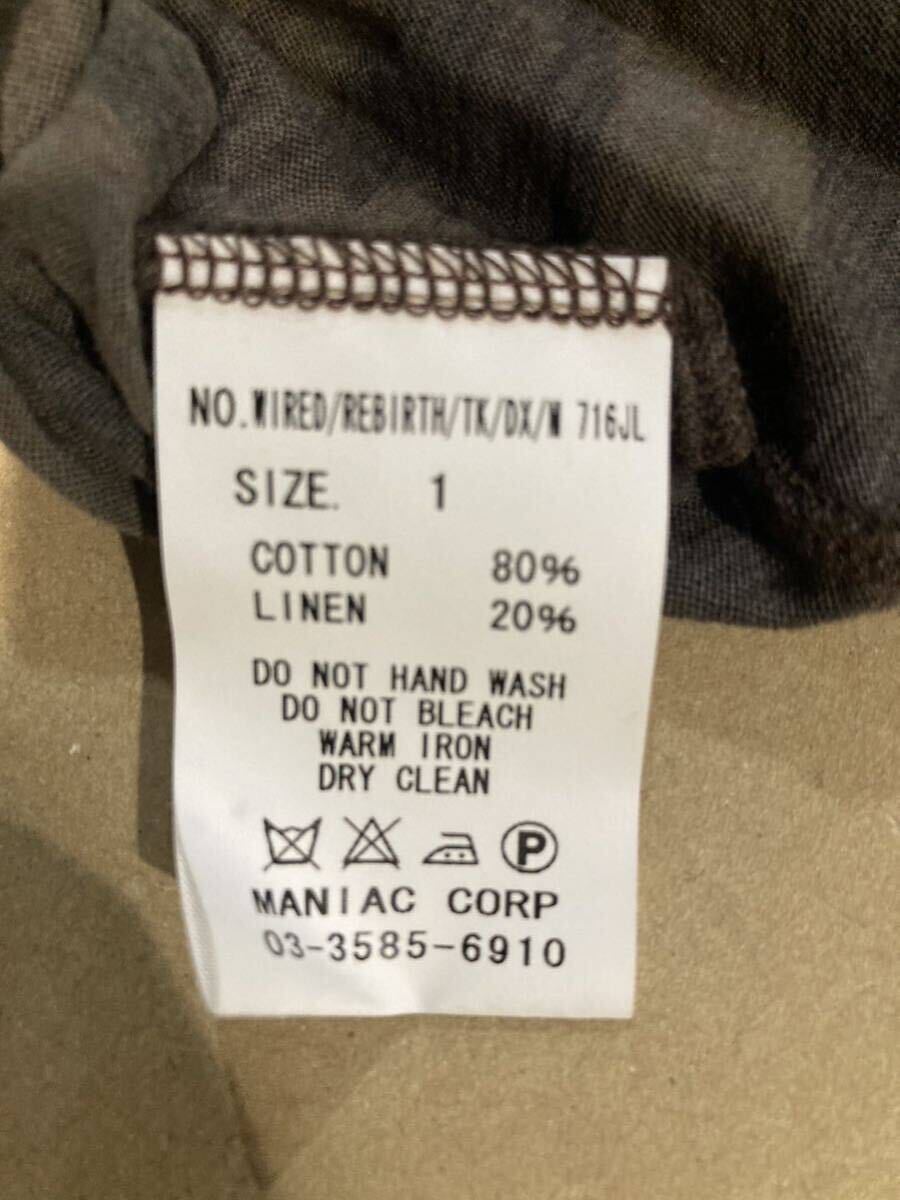 NO.WIRED/REBIRTH/TK/DX/W 716JL
SIZE. 1
COTTON 80%
LINEN 20%
DO NOT HAND WASH
DO NOT BLEACH
WARM IRON
DRY CLEAN
P
MANIAC CORP
03-3585-6910